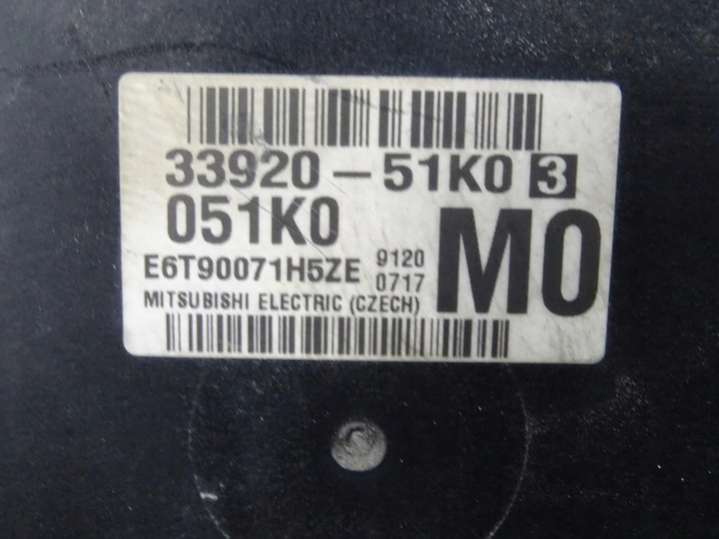 33920-51K0 3
051K0
E6T90071H5ZE 9120 0717
M0
MITSUBISHI ELECTRIC (CZECH)